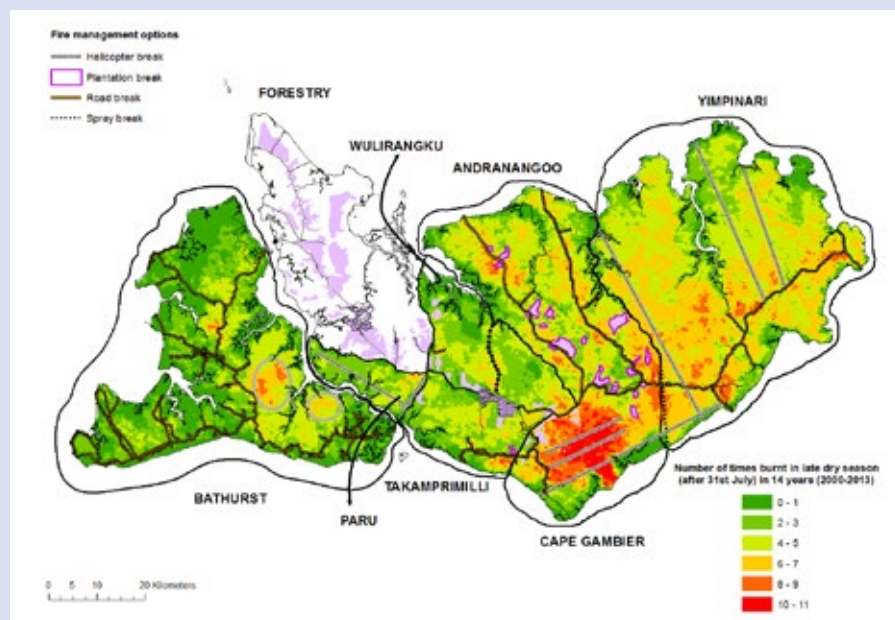 Fire management options
Helicopter break
Plantation break
Road break
Spray break
FORESTRY
WULIRANGKU
ANDRANANGOO
YIMPINARI
BATHURST
PARU
TAKAMPRIMILLI
CAPE GAMBIER
Number of times burnt in late dry season
(after 31st July) in 14 years (2000-2013)
0 - 1
2 - 3
4 - 5
6 - 7
8 - 9
10 - 11
0 5 10 20 Kilometers